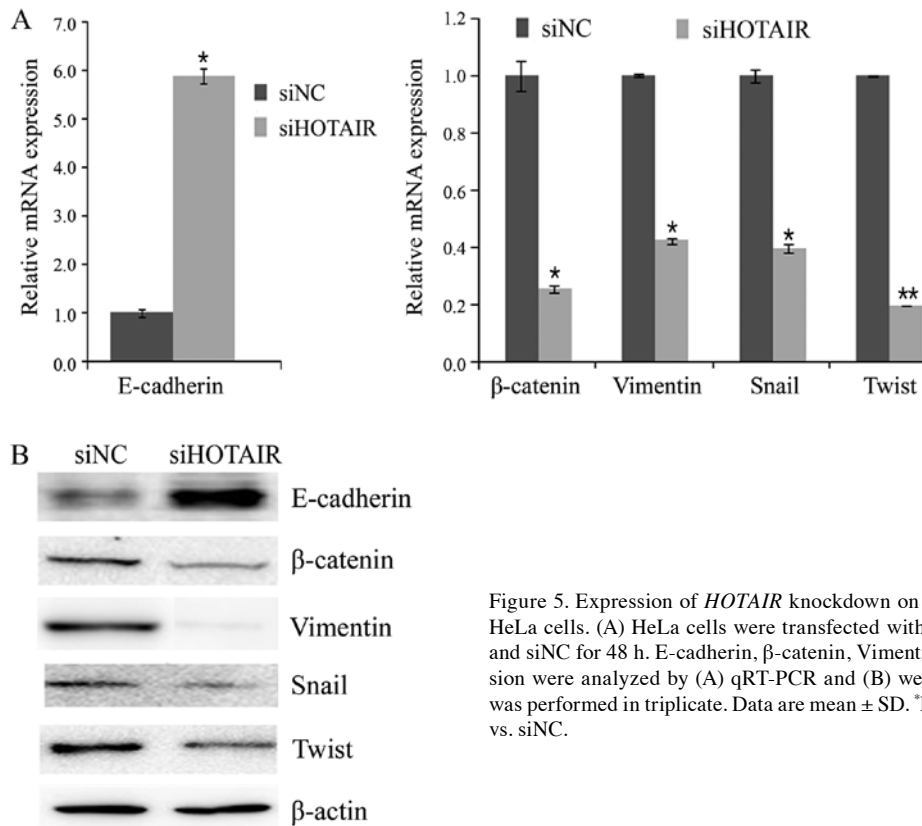 A
Relative mRNA expression
7.0
6.0
5.0
4.0
3.0
2.0
1.0
0.0
*
siNC
siHOTAIR
E-cadherin
siNC
siHOTAIR
Relative mRNA expression
1.2
1.0
0.8
0.6
0.4
0.2
0.0
*
*
*
**
β-catenin
Vimentin
Snail
Twist
B
siNC
siHOTAIR
E-cadherin
β-catenin
Vimentin
Snail
Twist
β-actin
Figure 5. Expression of HOTAIR knockdown on
HeLa cells. (A) HeLa cells were transfected with
and siNC for 48 h. E-cadherin, β-catenin, Vimenti
sion were analyzed by (A) qRT-PCR and (B) we
was performed in triplicate. Data are mean ± SD. *
vs. siNC.